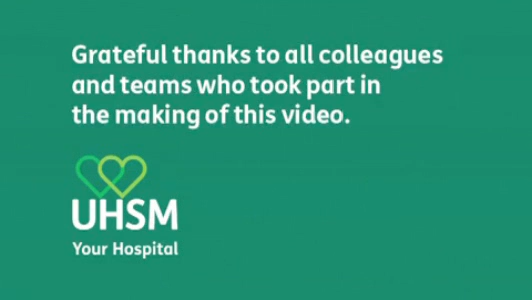 Grateful thanks to all colleagues
and teams who took part in
the making of this video.
UHSM
Your Hospital